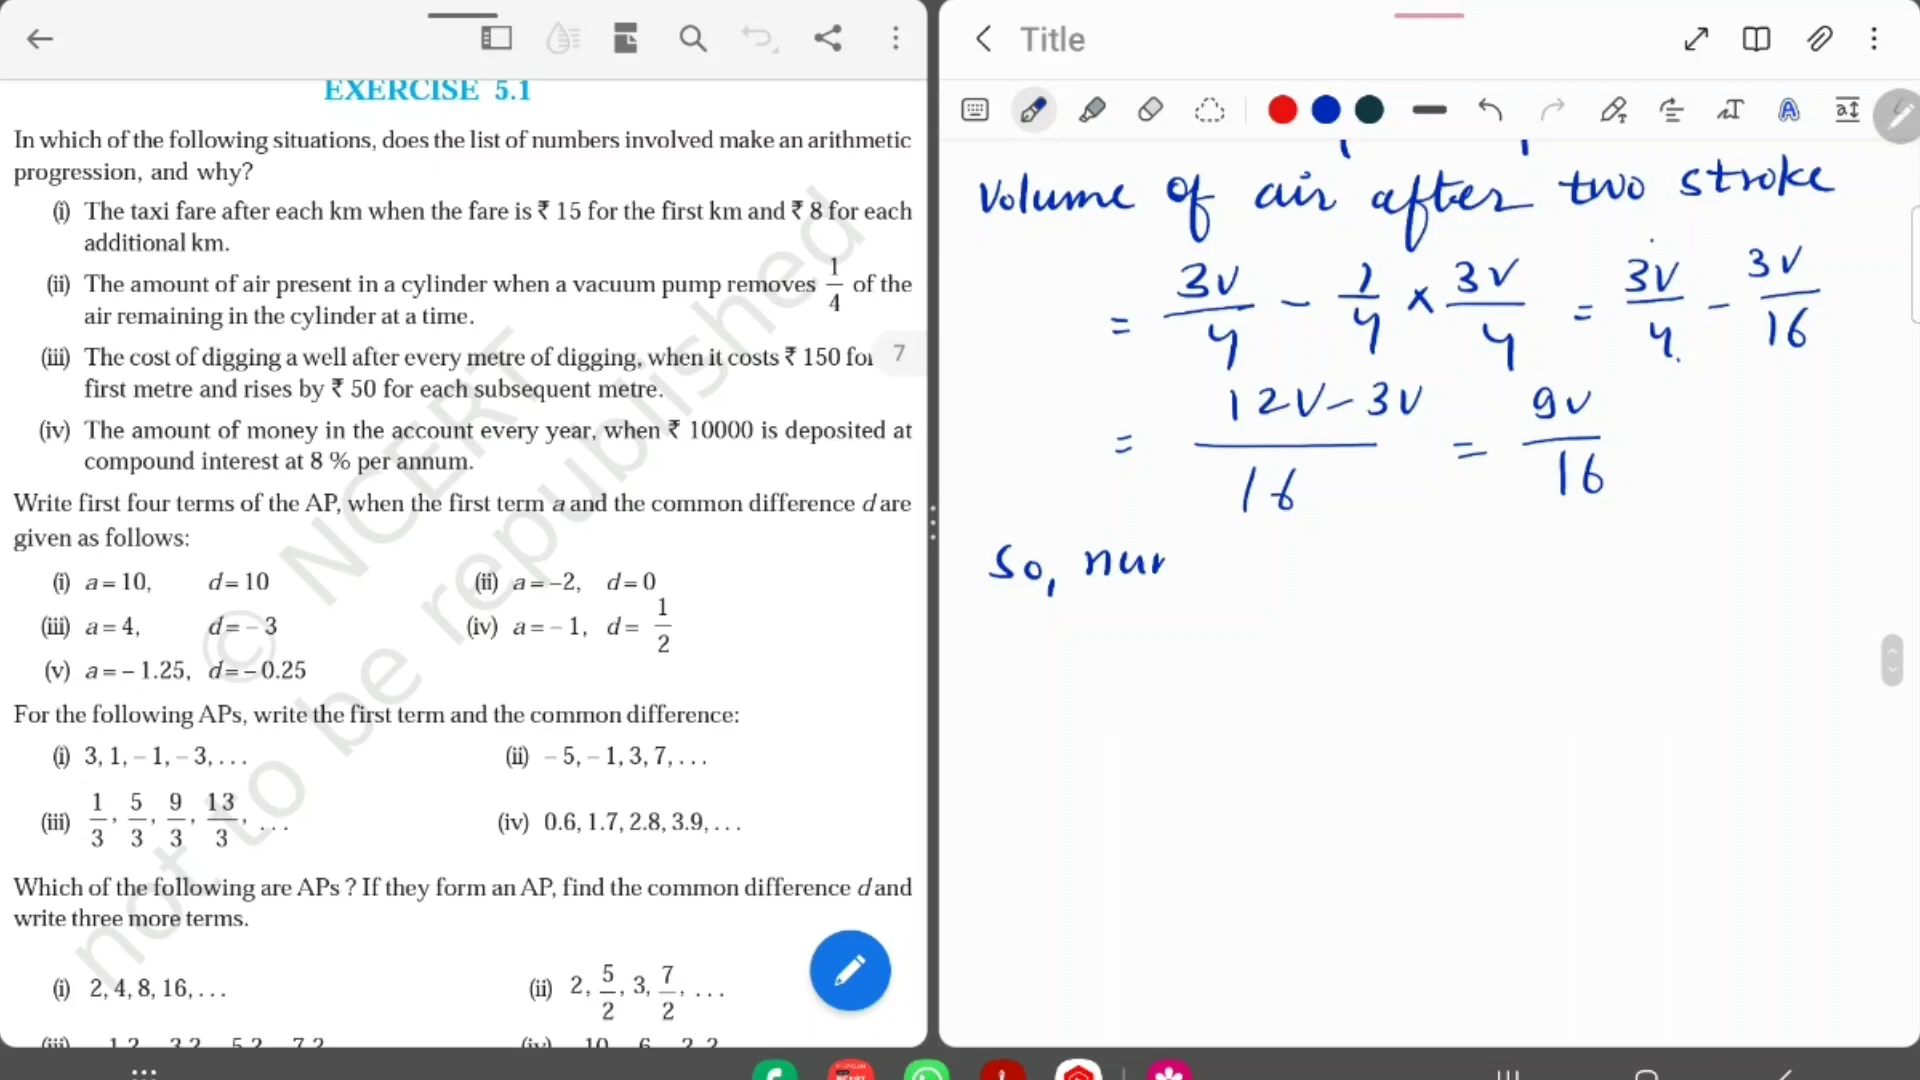 Title
EXERCISE 5.1
In which of the following situations, does the list of numbers involved make an arithmetic
progression, and why?
(i) The taxi fare after each km when the fare is ₹ 15 for the first km and ₹ 8 for each
additional km.
(ii) The amount of air present in a cylinder when a vacuum pump removes 1/4 of the
air remaining in the cylinder at a time.
(iii) The cost of digging a well after every metre of digging, when it costs ₹ 150 for
first metre and rises by ₹ 50 for each subsequent metre.
7
(iv) The amount of money in the account every year, when ₹ 10000 is deposited at
compound interest at 8 % per annum.
Write first four terms of the AP, when the first term a and the common difference d are
given as follows:
(i) a = 10, d = 10 (ii) a = –2, d = 0
(iii) a = 4, d = – 3 (iv) a = – 1, d = 1/2
(v) a = – 1.25, d = – 0.25
For the following APs, write the first term and the common difference:
(i) 3, 1, – 1, – 3, . . . (ii) – 5, – 1, 3, 7, . . .
(iii) 1/3, 5/3, 9/3, 13/3, . . . (iv) 0.6, 1.7, 2.8, 3.9, . . .
Which of the following are APs ? If they form an AP, find the common difference d and
write three more terms.
(i) 2, 4, 8, 16, . . . (ii) 2, 5/2, 3, 7/2, . . .
© NCERT
not to be republished
Volume of air after two stroke
= 3v/4 - 1/4 × 3v/4 = 3v/4 - 3v/16
= 12v-3v/16 = 9v/16
So, nur